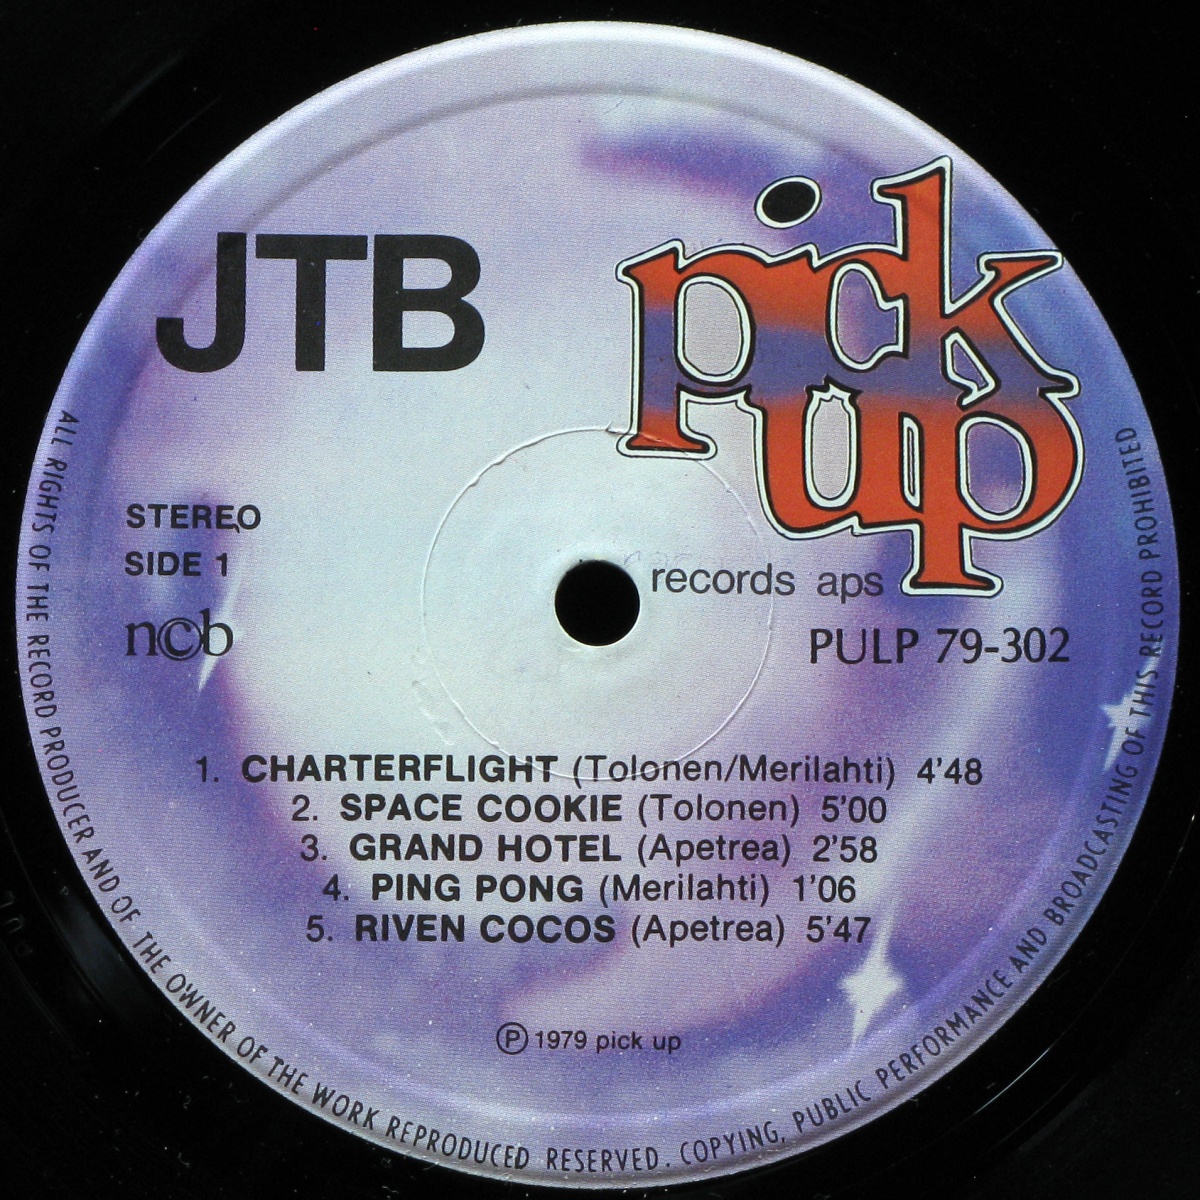 JTB
pick
up
records aps
STEREO
SIDE 1
n©b
PULP 79-302
1. CHARTERFLIGHT (Tolonen/Merilahti) 4'48
2. SPACE COOKIE (Tolonen) 5'00
3. GRAND HOTEL (Apetrea) 2'58
4. PING PONG (Merilahti) 1'06
5. RIVEN COCOS (Apetrea) 5'47
℗ 1979 pick up
ALL RIGHTS OF THE RECORD PRODUCER AND OF THE OWNER OF THE WORK REPRODUCED RESERVED. COPYING, PUBLIC PERFORMANCE AND BROADCASTING OF THIS RECORD PROHIBITED